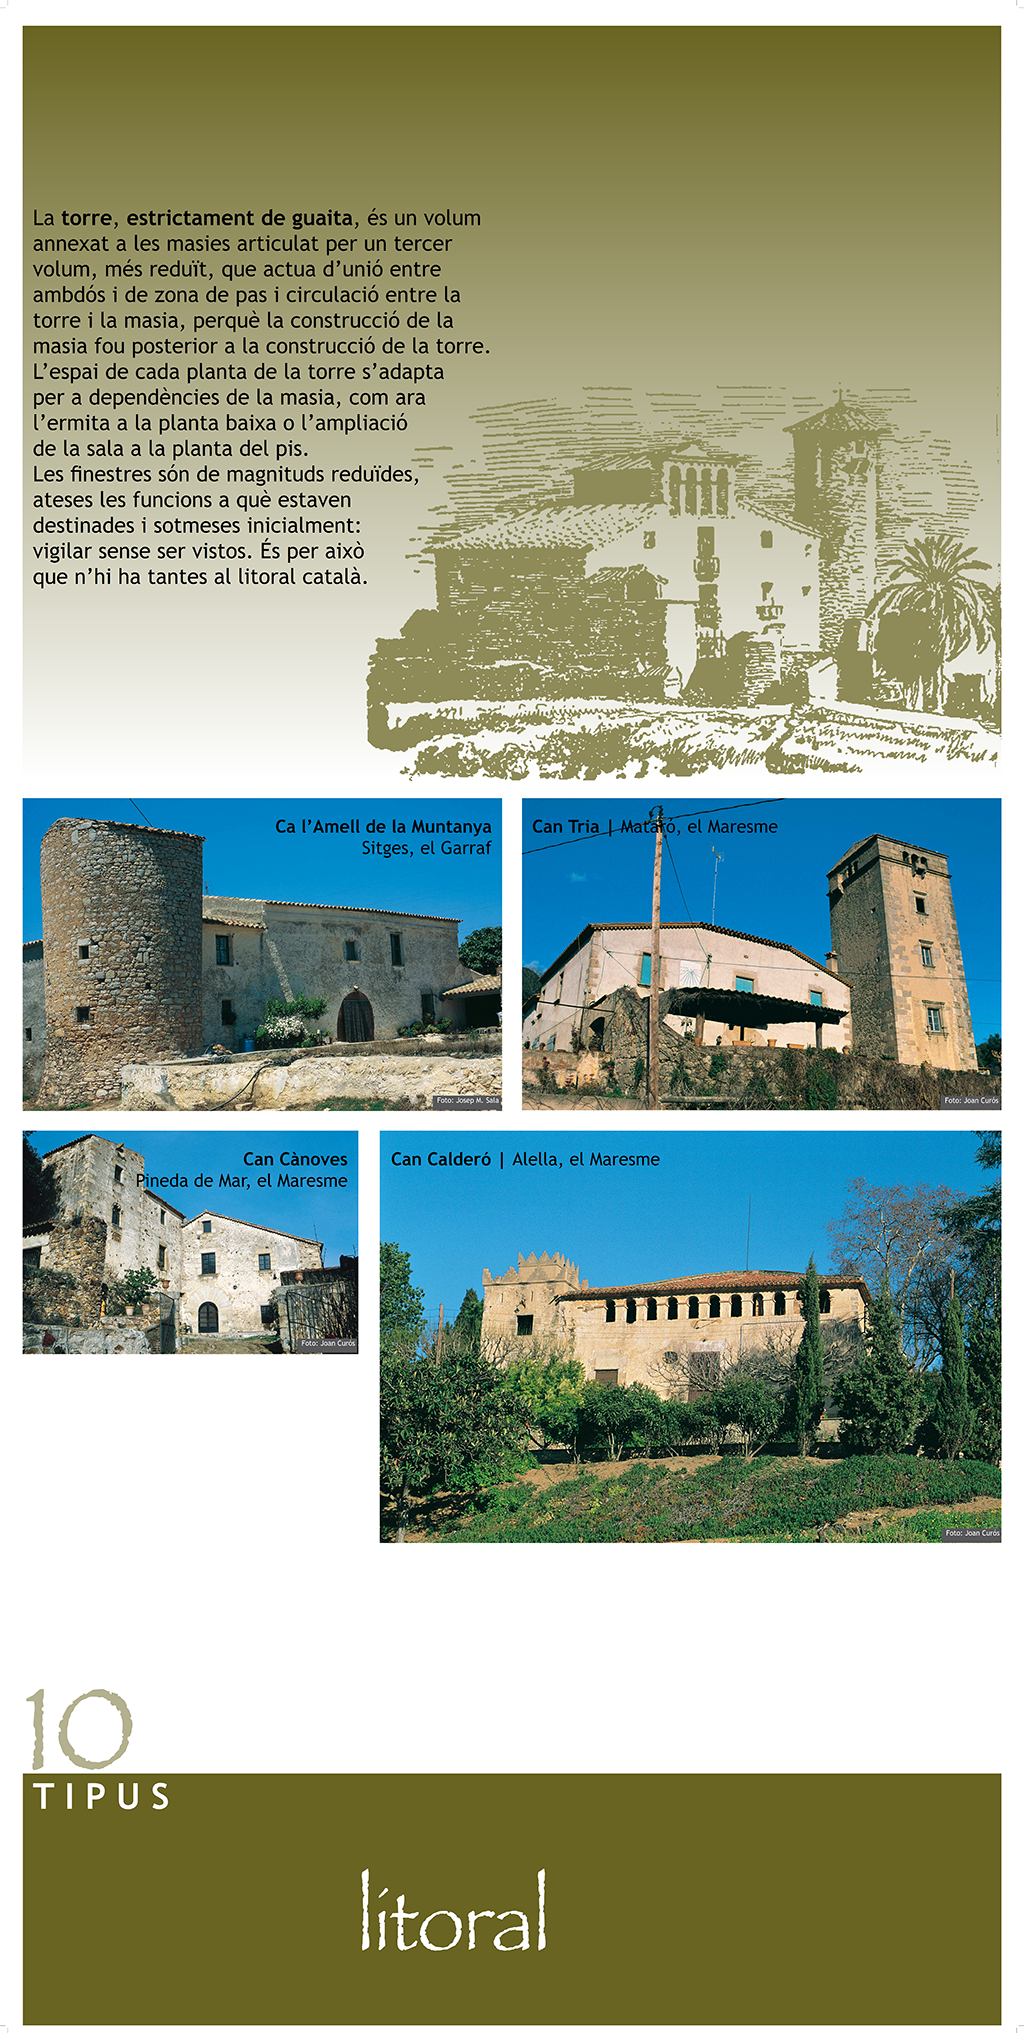 La torre, estrictament de guaita, és un volum
annexat a les masies articulat per un tercer
volum, més reduït, que actua d’unió entre
ambdós i de zona de pas i circulació entre la
torre i la masia, perquè la construcció de la
masia fou posterior a la construcció de la torre.
L’espai de cada planta de la torre s’adapta
per a dependències de la masia, com ara
l’ermita a la planta baixa o l’ampliació
de la sala a la planta del pis.
Les finestres són de magnituds reduïdes,
ateses les funcions a què estaven
destinades i sotmeses inicialment:
vigilar sense ser vistos. És per això
que n’hi ha tantes al litoral català.
Ca l’Amell de la Muntanya
Sitges, el Garraf
Foto: Josep M. Sala
Can Tria | Mataró, el Maresme
Foto: Joan Curós
Can Cànoves
Pineda de Mar, el Maresme
Foto: Joan Curós
Can Calderó | Alella, el Maresme
Foto: Joan Curós
10
TIPUS
litoral